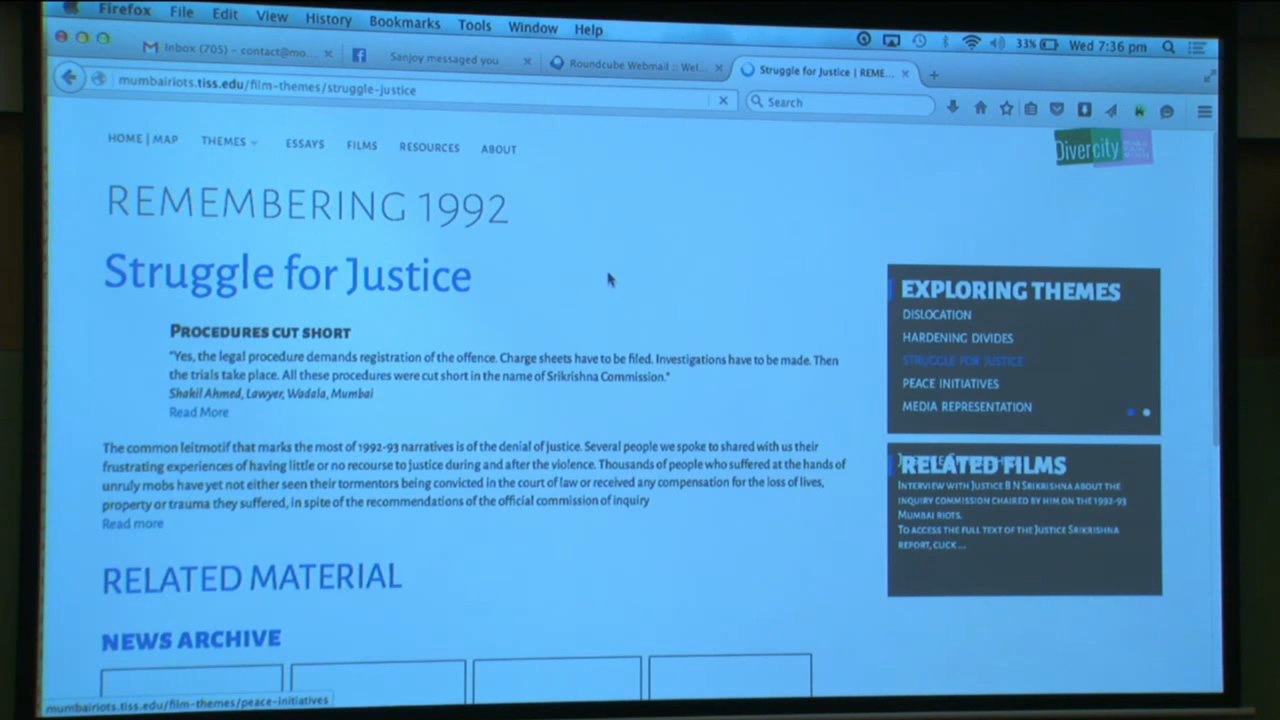 Firefox File Edit View History Bookmarks Tools Window Help
33% Wed 7:36 pm
Inbox (705) – contact@mo...
Sanjoy messaged you
Roundcube Webmail :: Wel...
Struggle for Justice | REME...
mumbairiots.tiss.edu/film-themes/struggle-justice
Search
HOME | MAP THEMES ESSAYS FILMS RESOURCES ABOUT
Divercity
REMEMBERING 1992
Struggle for Justice
PROCEDURES CUT SHORT
"Yes, the legal procedure demands registration of the offence. Charge sheets have to be filed. Investigations have to be made. Then
the trials take place. All these procedures were cut short in the name of Srikrishna Commission."
Shakil Ahmed, Lawyer, Wadala, Mumbai
Read More
The common leitmotif that marks the most of 1992-93 narratives is of the denial of justice. Several people we spoke to shared with us their
frustrating experiences of having little or no recourse to justice during and after the violence. Thousands of people who suffered at the hands of
unruly mobs have yet not either seen their tormentors being convicted in the court of law or received any compensation for the loss of lives,
property or trauma they suffered, in spite of the recommendations of the official commission of inquiry
Read more
RELATED MATERIAL
NEWS ARCHIVE
EXPLORING THEMES
DISLOCATION
HARDENING DIVIDES
STRUGGLE FOR JUSTICE
PEACE INITIATIVES
MEDIA REPRESENTATION
RELATED FILMS
INTERVIEW WITH JUSTICE B N SRIKRISHNA ABOUT THE
INQUIRY COMMISSION CHAIRED BY HIM ON THE 1992-93
MUMBAI RIOTS.
TO ACCESS THE FULL TEXT OF THE JUSTICE SRIKRISHNA
REPORT, CLICK ...
mumbairiots.tiss.edu/film-themes/peace-initiatives